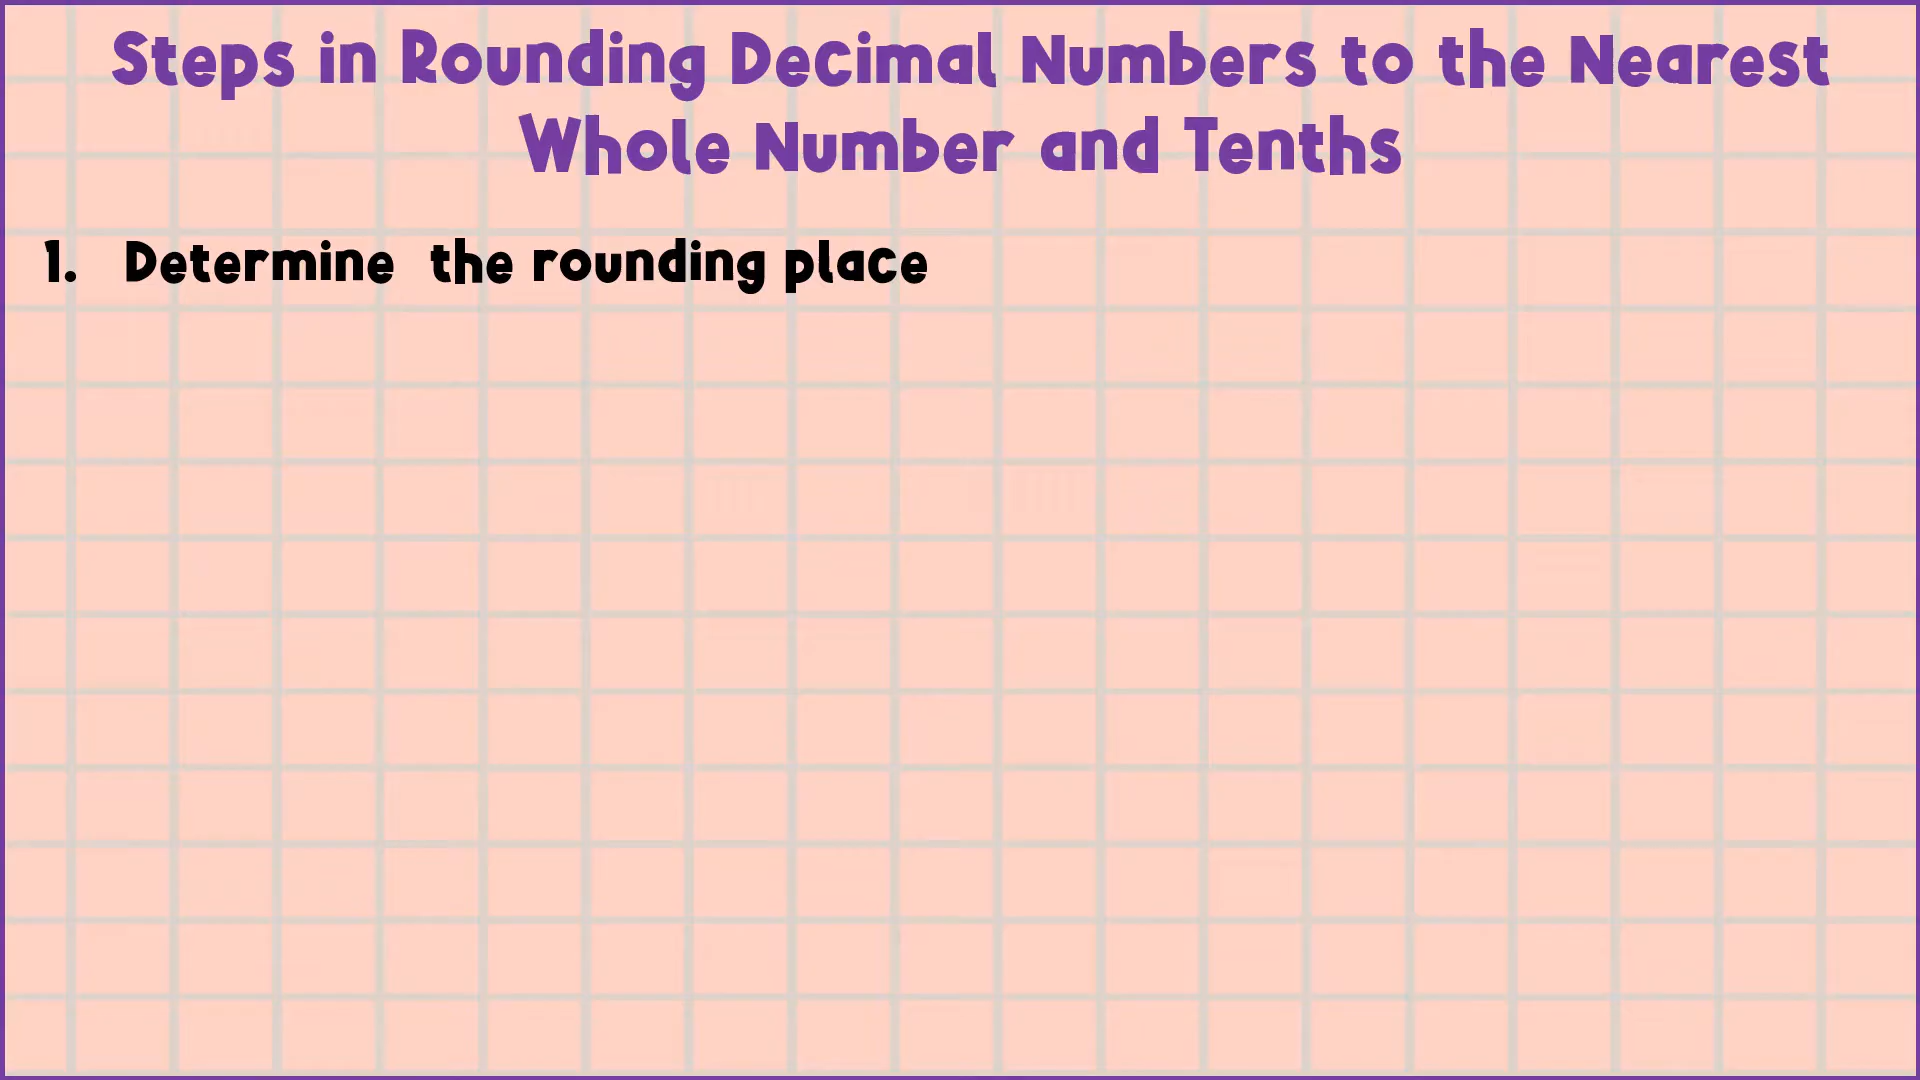 Steps in Rounding Decimal Numbers to the Nearest
Whole Number and Tenths
1. Determine the rounding place